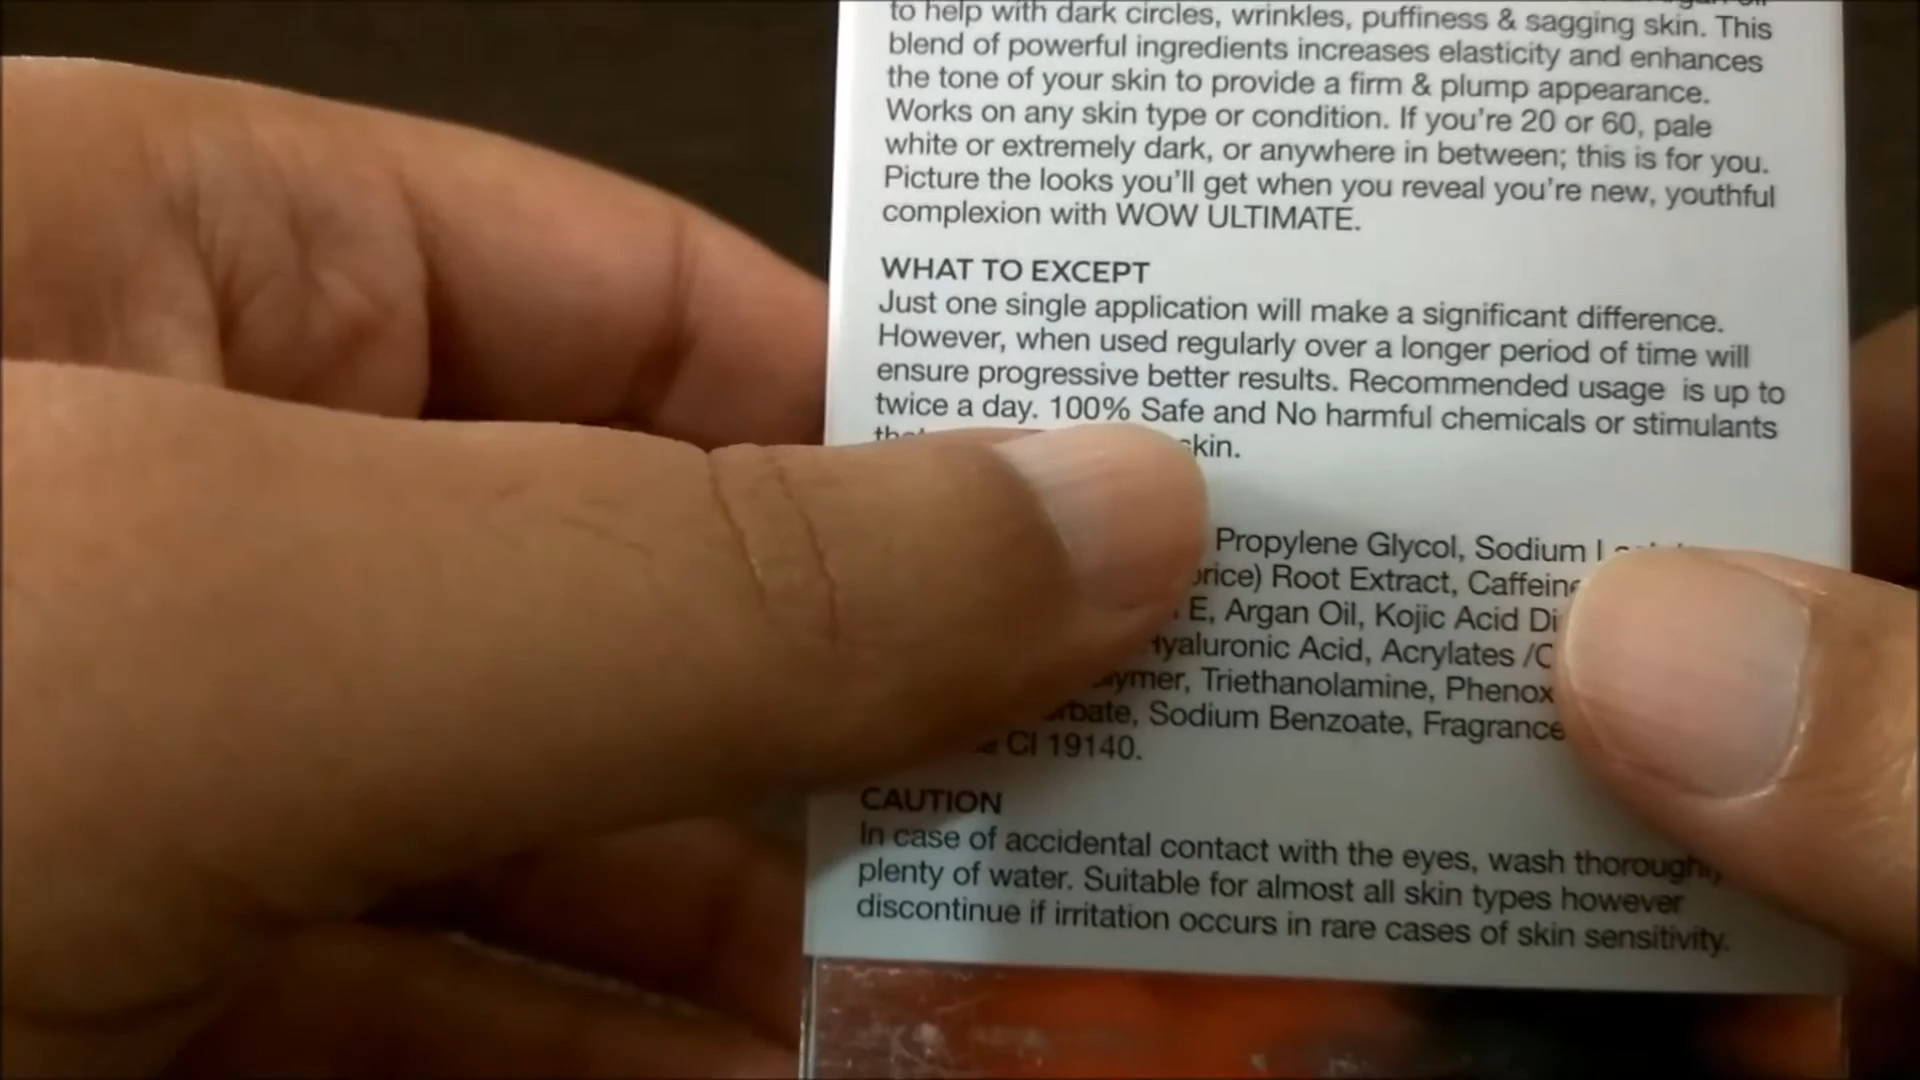 to help with dark circles, wrinkles, puffiness & sagging skin. This
blend of powerful ingredients increases elasticity and enhances
the tone of your skin to provide a firm & plump appearance.
Works on any skin type or condition. If you're 20 or 60, pale
white or extremely dark, or anywhere in between; this is for you.
Picture the looks you'll get when you reveal you're new, youthful
complexion with WOW ULTIMATE.
WHAT TO EXCEPT
Just one single application will make a significant difference.
However, when used regularly over a longer period of time will
ensure progressive better results. Recommended usage is up to
twice a day. 100% Safe and No harmful chemicals or stimulants
skin.
Propylene Glycol, Sodium
Root Extract, Caffeine
E, Argan Oil, Kojic Acid
Hyaluronic Acid, Acrylates /C
Triethanolamine,
Sodium Benzoate, Fragrance
CI 19140.
CAUTION
In case of accidental contact with the eyes, wash thoroughly
plenty of water. Suitable for almost all skin types however
discontinue if irritation occurs in rare cases of skin sensitivity.